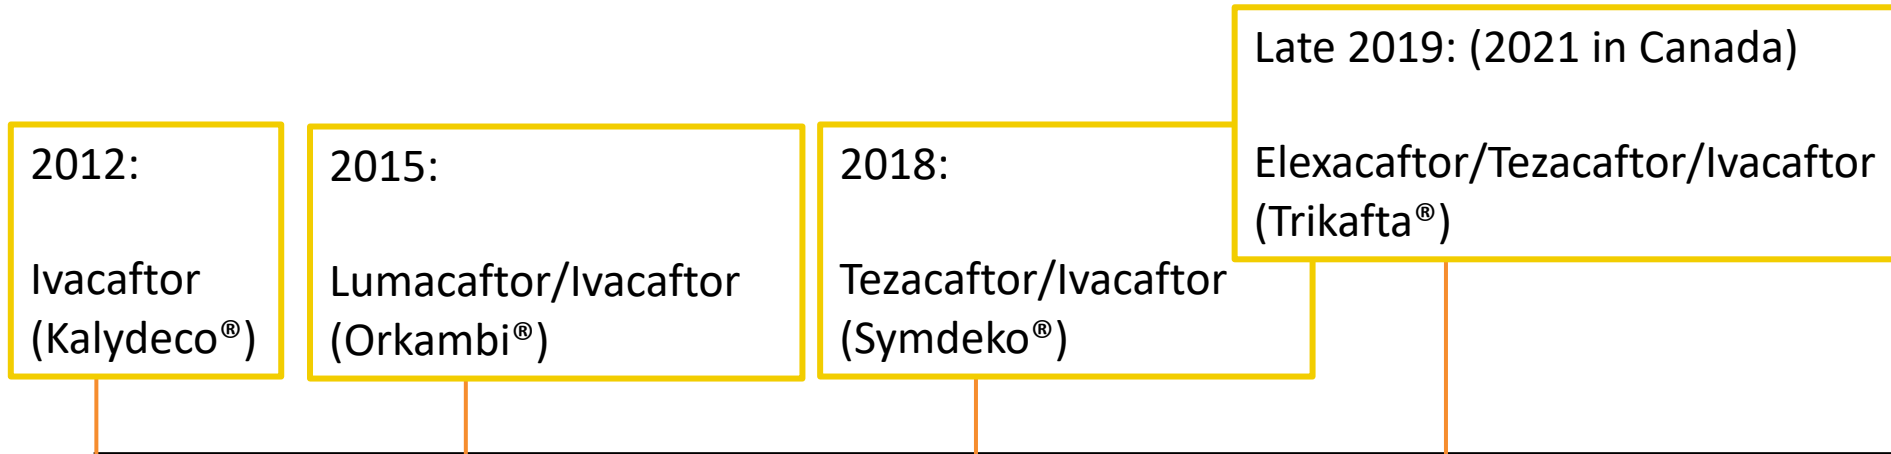 2012:
Ivacaftor
(Kalydeco®)
2015:
Lumacaftor/Ivacaftor
(Orkambi®)
2018:
Tezacaftor/Ivacaftor
(Symdeko®)
Late 2019: (2021 in Canada)
Elexacaftor/Tezacaftor/Ivacaftor
(Trikafta®)